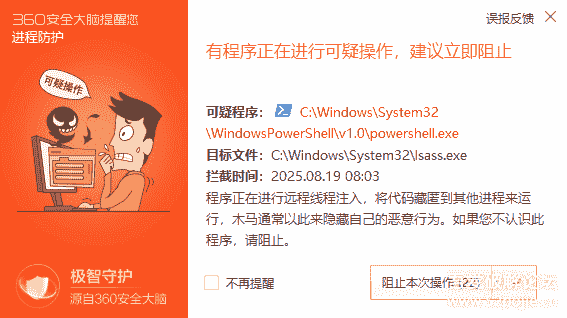 360安全大脑提醒您
进程防护
可疑操作
极智守护
源自360安全大脑
误报反馈
有程序正在进行可疑操作，建议立即阻止
可疑程序： C:\Windows\System32
\WindowsPowerShell\v1.0\powershell.exe
目标文件：C:\Windows\System32\lsass.exe
拦截时间：2025.08.19 08:03
程序正在进行远程线程注入，将代码藏匿到其他进程来运
行，木马通常以此来隐藏自己的恶意行为。如果您不认识此
程序，请阻止。
不再提醒
阻止本次操作